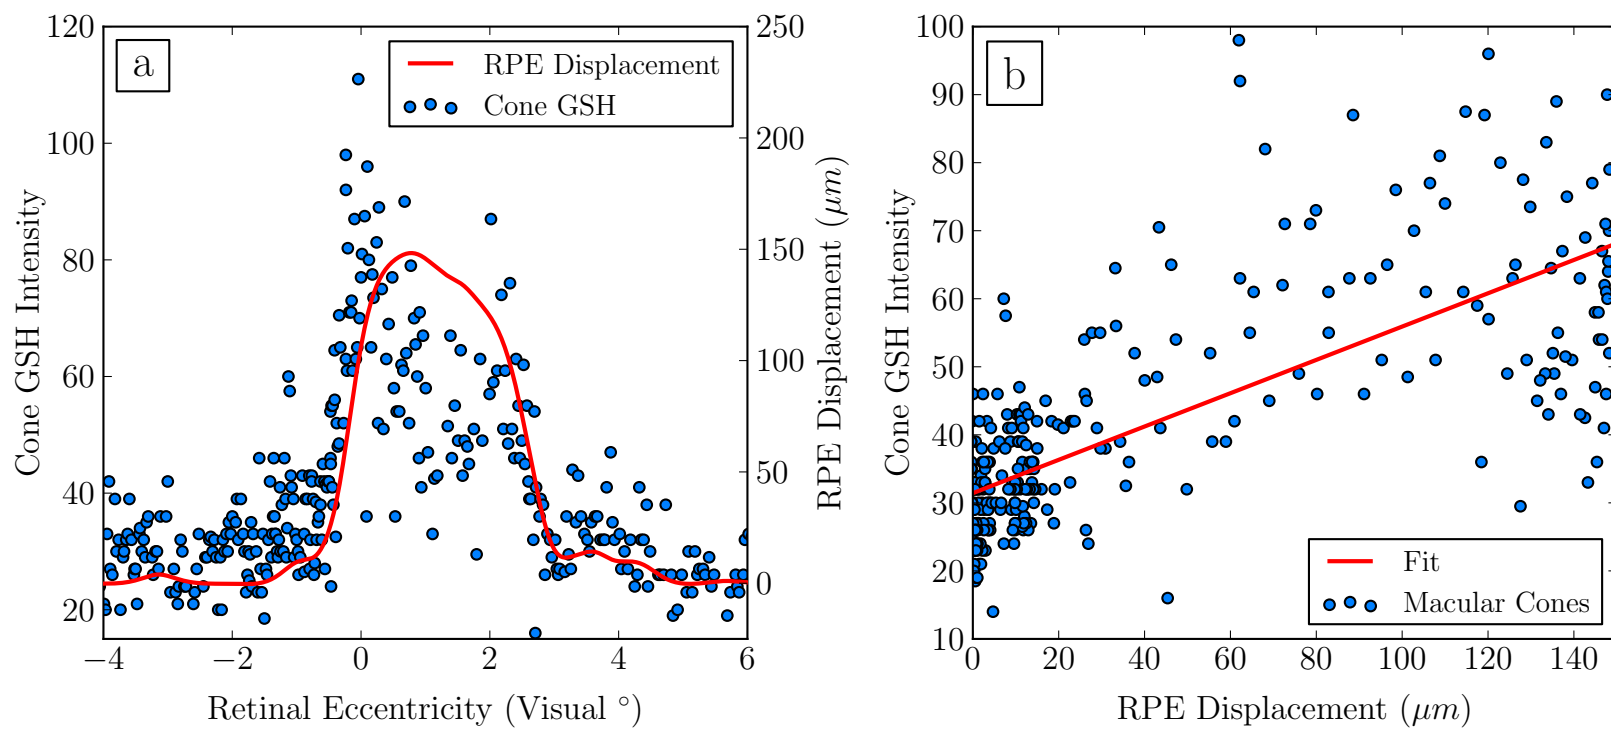 a
RPE Displacement
Cone GSH
120
100
80
60
40
20
Cone GSH Intensity
250
200
150
100
50
0
RPE Displacement (μm)
−4 −2 0 2 4 6
Retinal Eccentricity (Visual °)
b
100
90
80
70
60
50
40
30
20
10
Cone GSH Intensity
Fit
Macular Cones
0 20 40 60 80 100 120 140
RPE Displacement (μm)